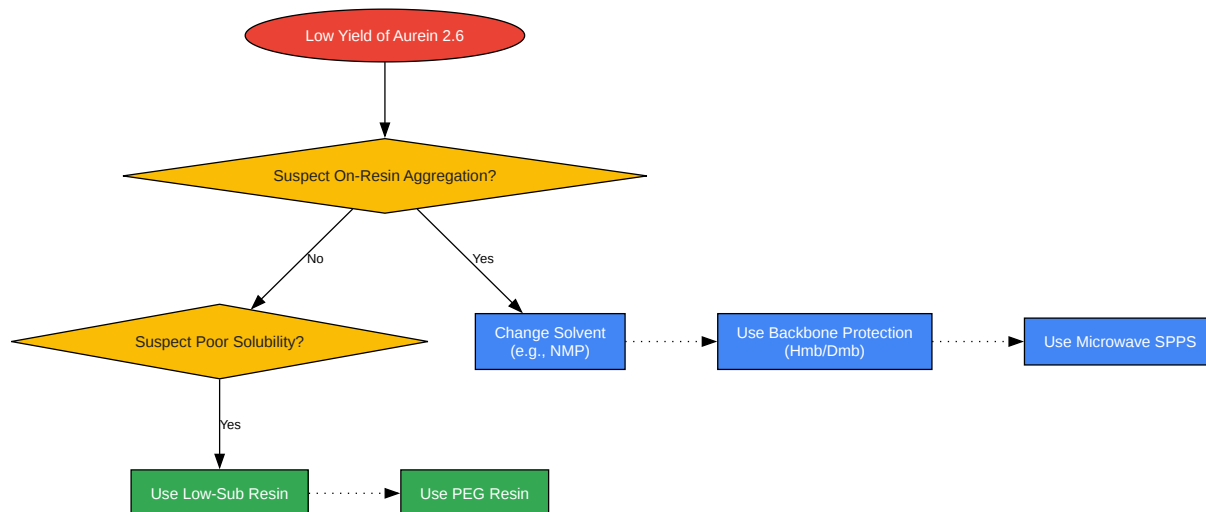 Low Yield of Aurein 2.6
Suspect On-Resin Aggregation?
No
Yes
Suspect Poor Solubility?
Change Solvent
(e.g., NMP)
Use Backbone Protection
(Hmb/Dmb)
Use Microwave SPPS
Yes
Use Low-Sub Resin
Use PEG Resin